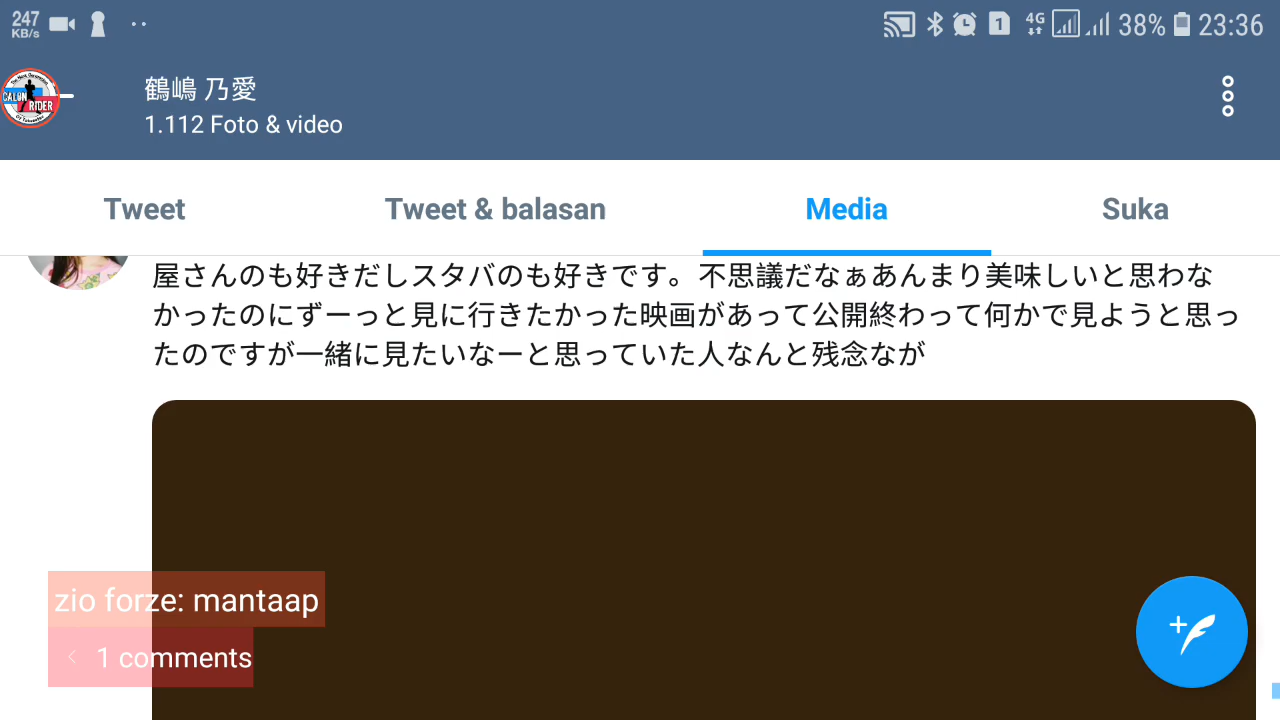 247
KB/s
4G
1
38%
23:36
CALON
RIDER
鶴嶋 乃愛
1.112 Foto & video
Tweet
Tweet & balasan
Media
Suka
屋さんのも好きだしスタバのも好きです。不思議だなぁあんまり美味しいと思わな
かったのにずーっと見に行きたかった映画があって公開終わって何かで見ようと思っ
たのですが一緒に見たいなーと思っていた人なんと残念なが
zio forze: mantaap
1 comments